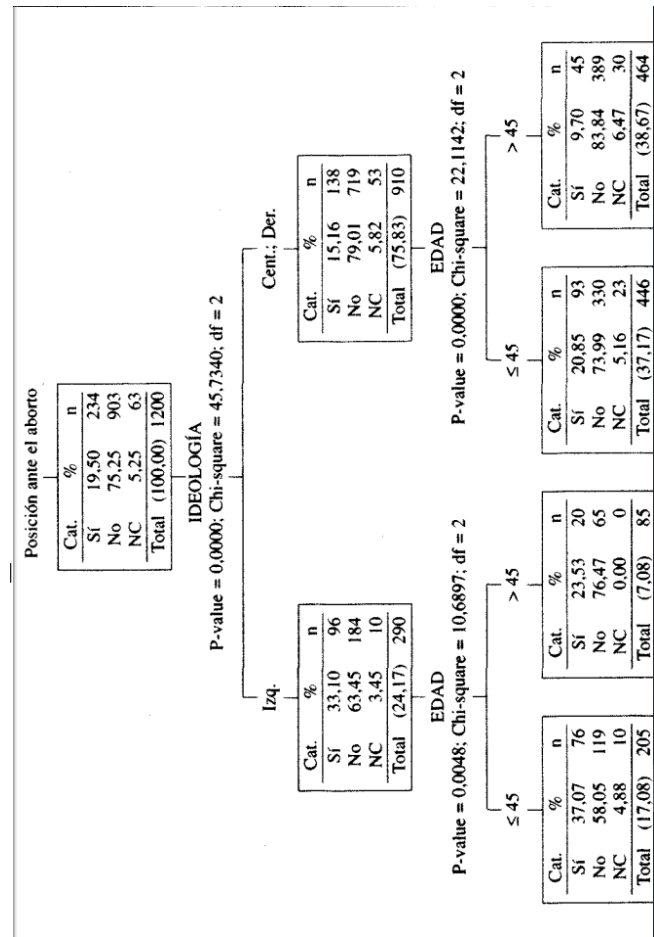 Posición ante el aborto
Cat. % n
Sí 19,50 234
No 75,25 903
NC 5,25 63
Total (100,00) 1200
IDEOLOGÍA
P-value = 0,0000; Chi-square = 45,7340; df = 2
Izq.
Cat. % n
Sí 33,10 96
No 63,45 184
NC 3,45 10
Total (24,17) 290
EDAD
P-value = 0,0048; Chi-square = 10,6897; df = 2
≤ 45
Cat. % n
Sí 37,07 76
No 58,05 119
NC 4,88 10
Total (17,08) 205
> 45
Cat. % n
Sí 23,53 20
No 76,47 65
NC 0,00 0
Total (7,08) 85
Cent.; Der.
Cat. % n
Sí 15,16 138
No 79,01 719
NC 5,82 53
Total (75,83) 910
EDAD
P-value = 0,0000; Chi-square = 22,1142; df = 2
≤ 45
Cat. % n
Sí 20,85 93
No 73,99 330
NC 5,16 23
Total (37,17) 446
> 45
Cat. % n
Sí 9,70 45
No 83,84 389
NC 6,47 30
Total (38,67) 464